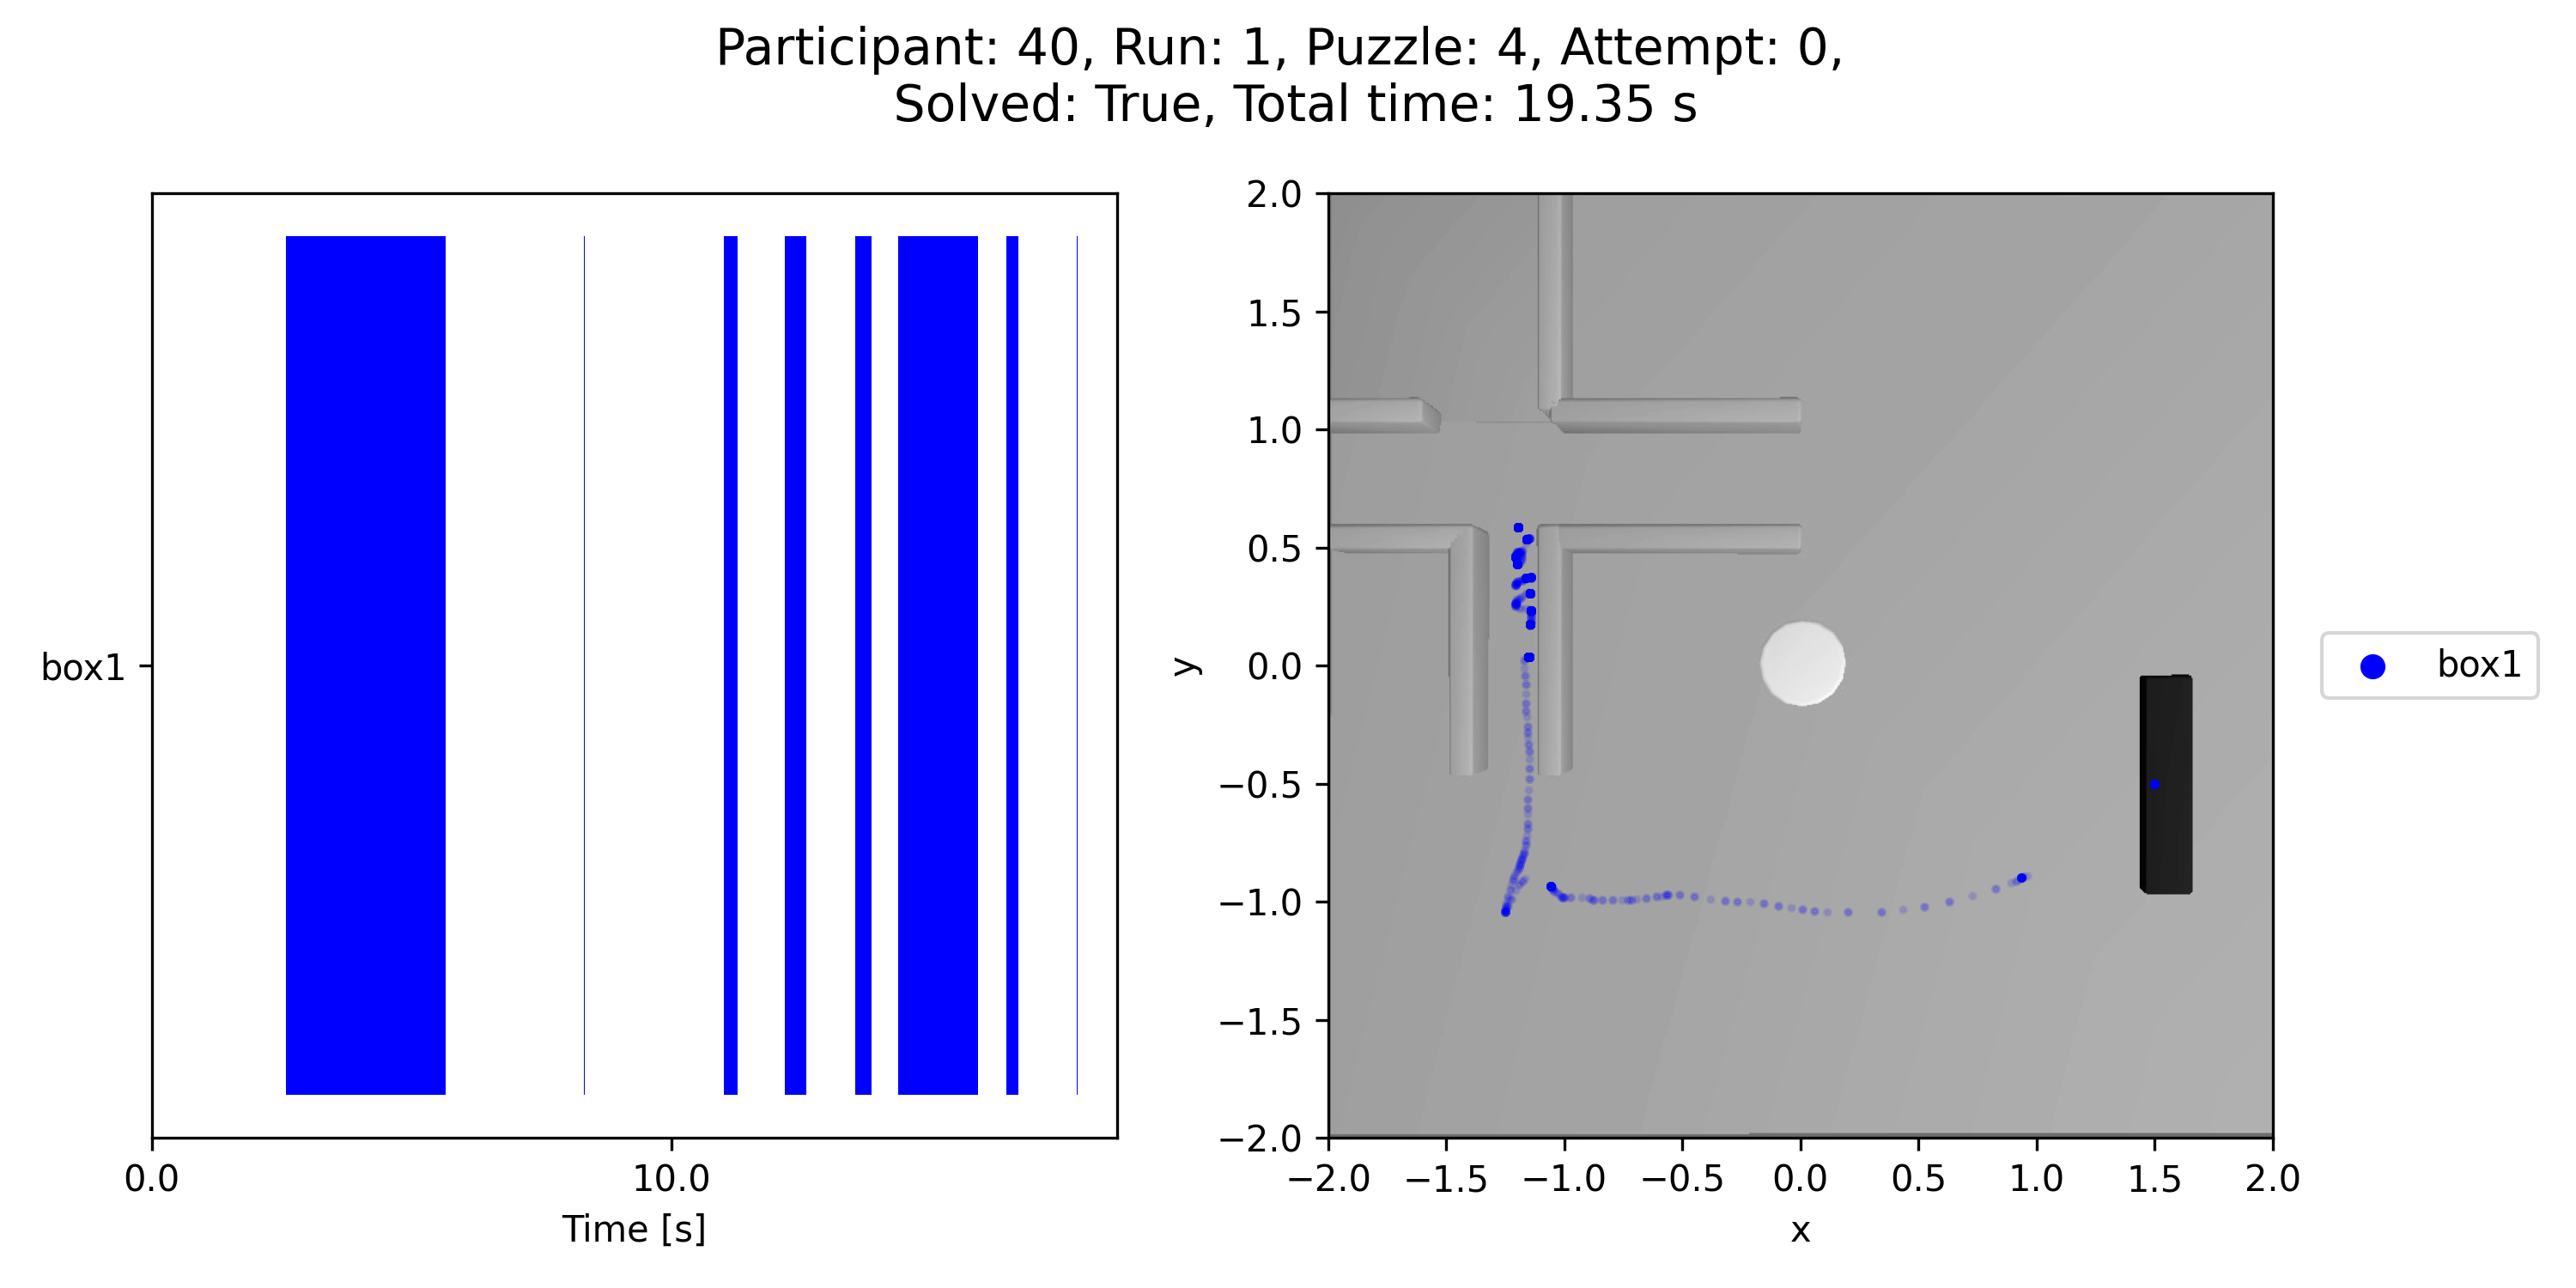 Participant: 40, Run: 1, Puzzle: 4, Attempt: 0,
Solved: True, Total time: 19.35 s
box1
0.0 10.0
Time [s]
y
2.0
1.5
1.0
0.5
0.0
−0.5
−1.0
−1.5
−2.0
−2.0 −1.5 −1.0 −0.5 0.0 0.5 1.0 1.5 2.0
x
box1